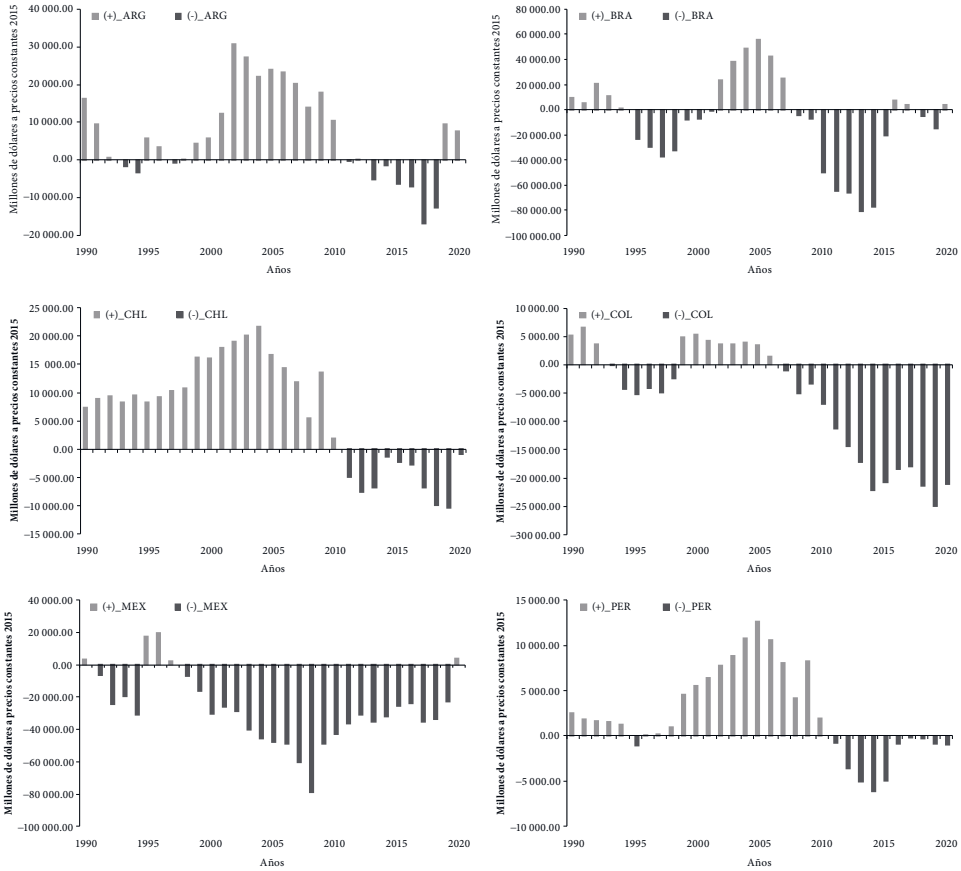 Millones de dólares a precios constantes 2015
(+)_ARG (-)_ARG
40 000.00
30 000.00
20 000.00
10 000.00
0.00
−10 000.00
−20 000.00
1990 1995 2000 2005 2010 2015 2020
Años
Millones de dólares a precios constantes 2015
(+)_BRA (-)_BRA
80 000.00
60 000.00
40 000.00
20 000.00
0.00
−20 000.00
−40 000.00
−60 000.00
−80 000.00
−100 000.00
1990 1995 2000 2005 2010 2015 2020
Años
Millones de dólares a precios constantes 2015
(+)_CHL (-)_CHL
25 000.00
20 000.00
15 000.00
10 000.00
5 000.00
0.00
−5 000.00
−10 000.00
−15 000.00
1990 1995 2000 2005 2010 2015 2020
Años
Millones de dólares a precios constantes 2015
(+)_COL (-)_COL
10 000.00
5 000.00
0.00
−5 000.00
−10 000.00
−15 000.00
−20 000.00
−25 000.00
−300 00.00
1990 1995 2000 2005 2010 2015 2020
Años
Millones de dólares a precios constantes 2015
(+)_MEX (-)_MEX
40 000.00
20 000.00
0.00
−20 000.00
−40 000.00
−60 000.00
−80 000.00
−100 000.00
1990 1995 2000 2005 2010 2015 2020
Años
Millones de dólares a precios constantes 2015
(+)_PER (-)_PER
15 000.00
10 000.00
5 000.00
0.00
−5 000.00
−10 000.00
1990 1995 2000 2005 2010 2015 2020
Años